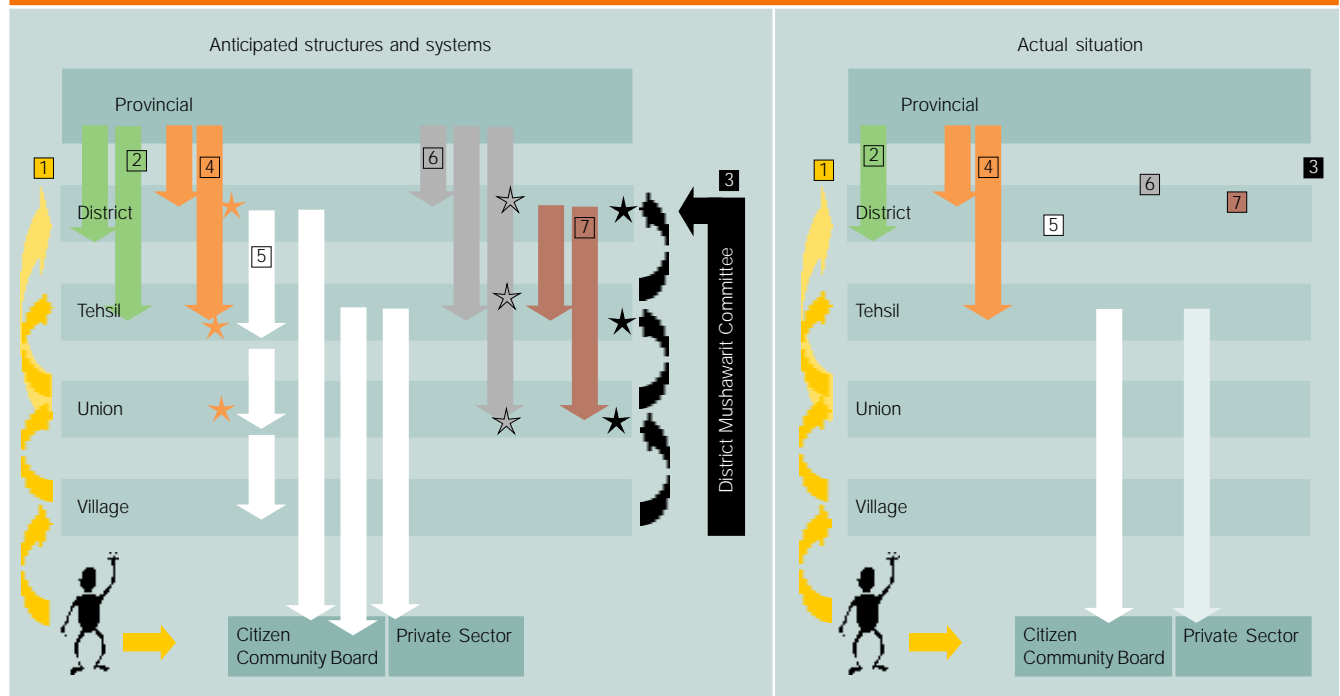 Anticipated structures and systems
Provincial
1
2
4
6
3
District
7
5
Tehsil
Union
Village
District Mushawarit Committee
Citizen
Community Board
Private Sector
Actual situation
Provincial
1
2
4
6
3
7
District
5
Tehsil
Union
Village
Citizen
Community Board
Private Sector